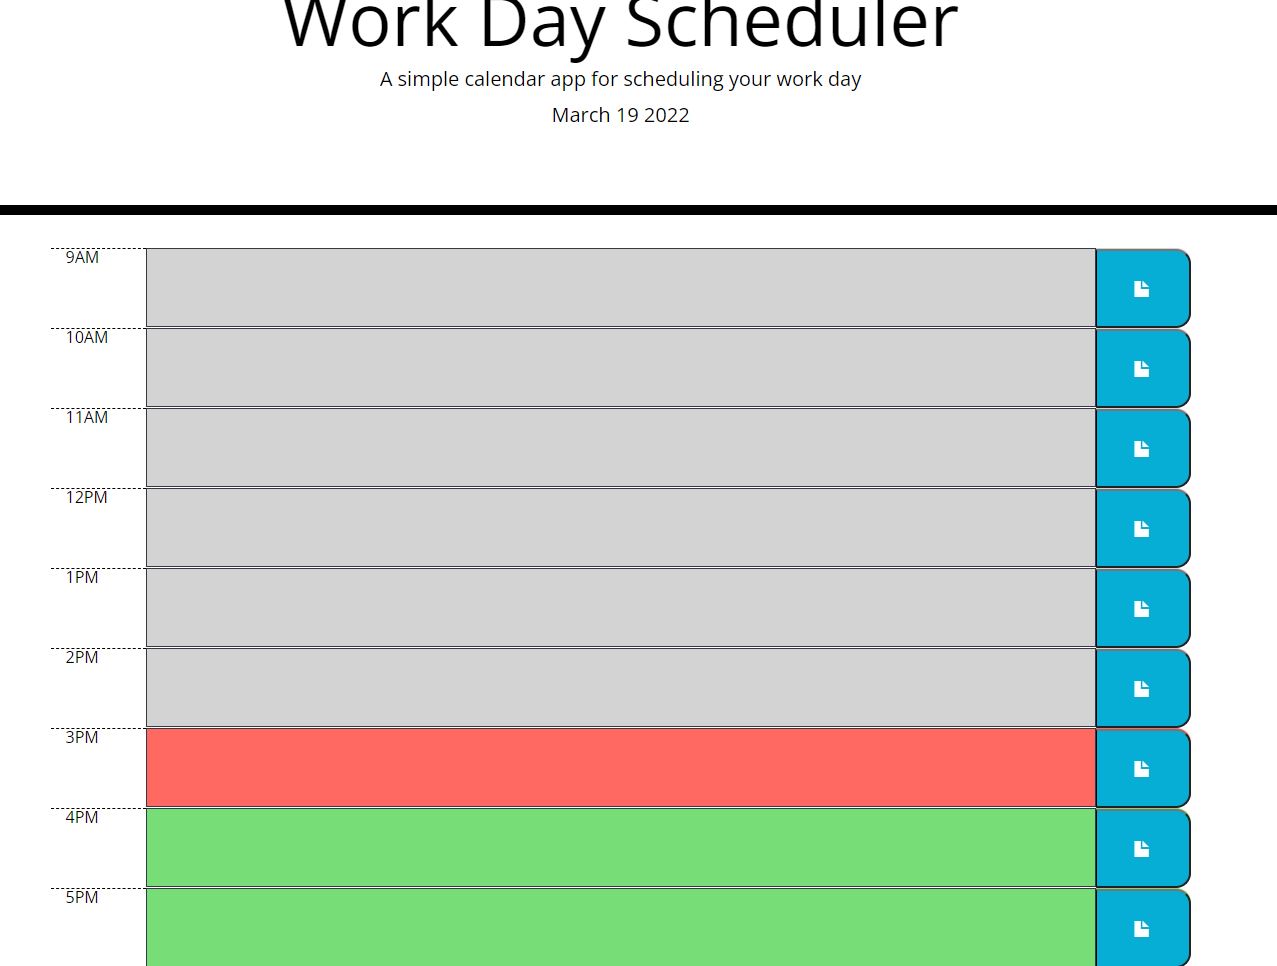 Work Day Scheduler
A simple calendar app for scheduling your work day
March 19 2022
9AM
10AM
11AM
12PM
1PM
2PM
3PM
4PM
5PM